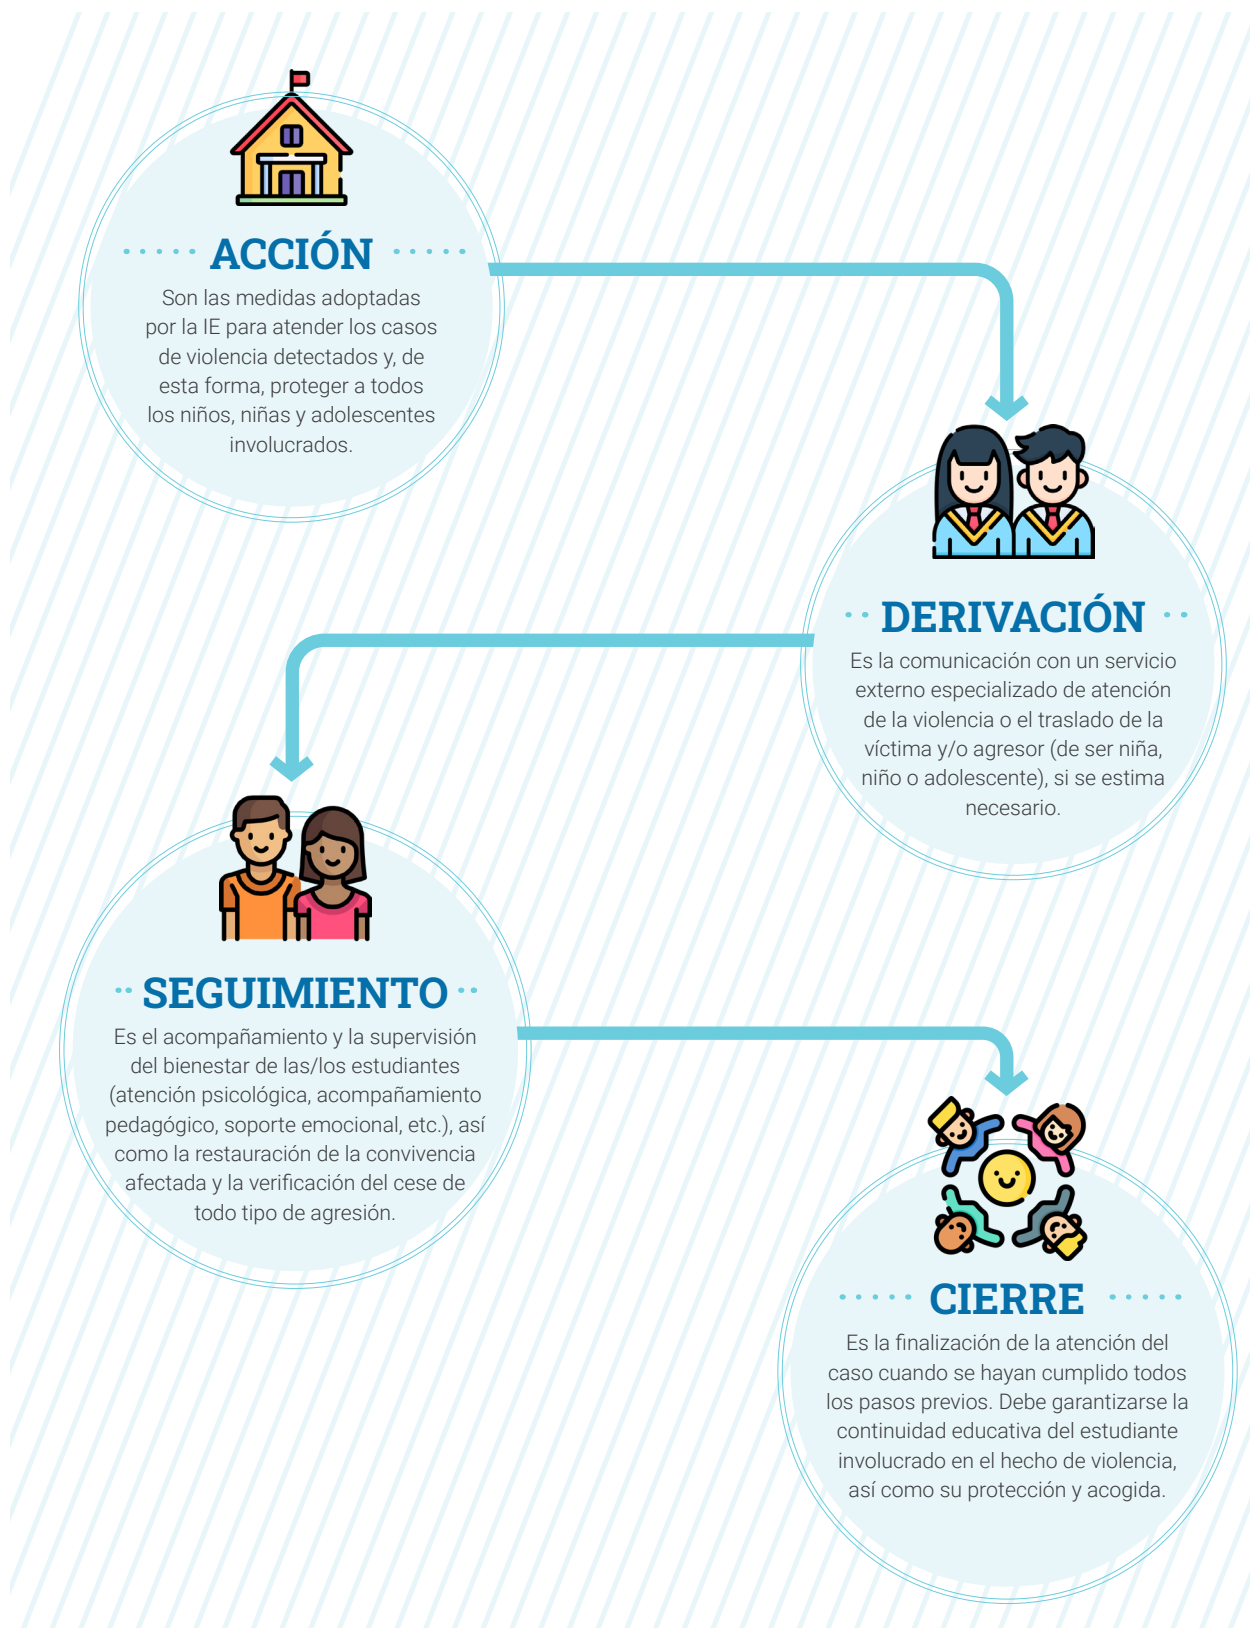 ACCIÓN
Son las medidas adoptadas
por la IE para atender los casos
de violencia detectados y, de
esta forma, proteger a todos
los niños, niñas y adolescentes
involucrados.
DERIVACIÓN
Es la comunicación con un servicio
externo especializado de atención
de la violencia o el traslado de la
víctima y/o agresor (de ser niña,
niño o adolescente), si se estima
necesario.
SEGUIMIENTO
Es el acompañamiento y la supervisión
del bienestar de las/los estudiantes
(atención psicológica, acompañamiento
pedagógico, soporte emocional, etc.), así
como la restauración de la convivencia
afectada y la verificación del cese de
todo tipo de agresión.
CIERRE
Es la finalización de la atención del
caso cuando se hayan cumplido todos
los pasos previos. Debe garantizarse la
continuidad educativa del estudiante
involucrado en el hecho de violencia,
así como su protección y acogida.